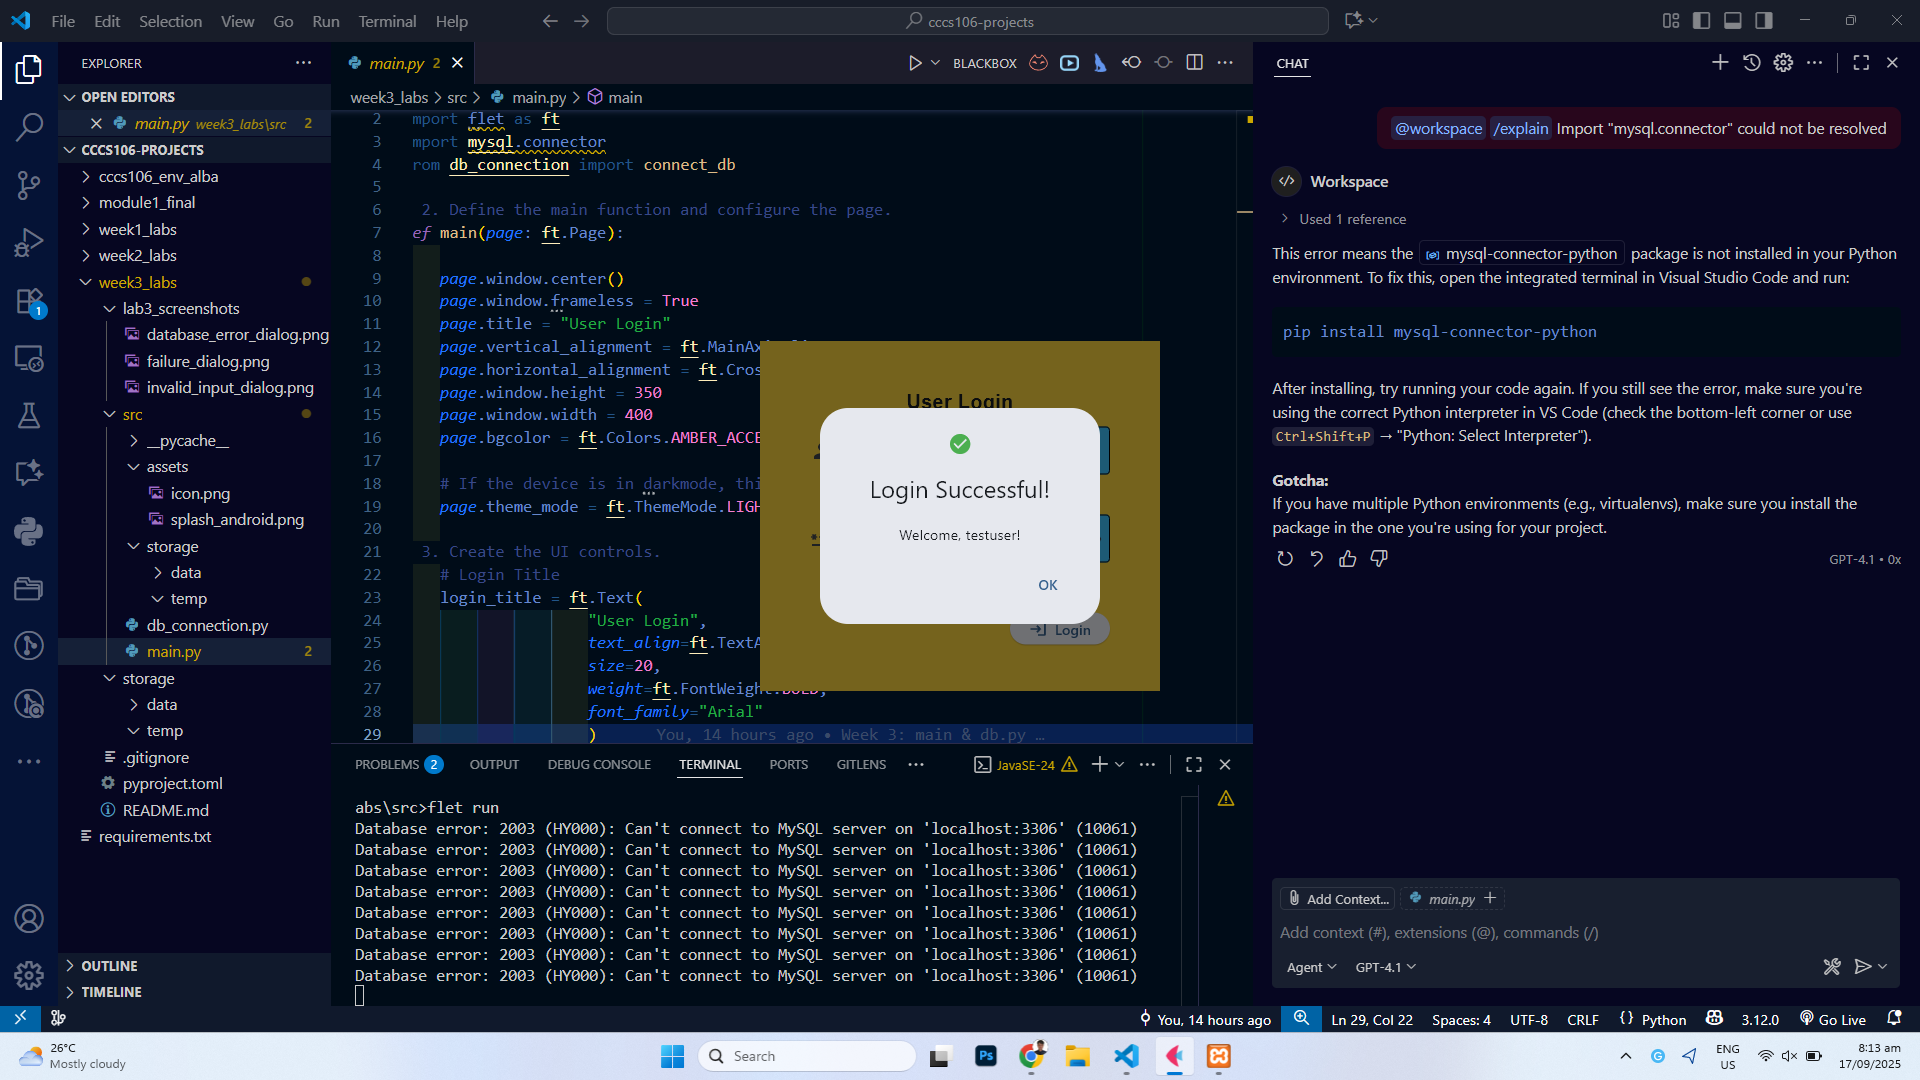 File Edit Selection View Go Run Terminal Help
cccs106-projects
EXPLORER
OPEN EDITORS
main.py week3_labs\src 2
CCCS106-PROJECTS
cccs106_env_alba
module1_final
week1_labs
week2_labs
week3_labs
lab3_screenshots
database_error_dialog.png
failure_dialog.png
invalid_input_dialog.png
src
__pycache__
assets
icon.png
splash_android.png
storage
data
temp
db_connection.py
main.py 2
storage
data
temp
.gitignore
pyproject.toml
README.md
requirements.txt
OUTLINE
TIMELINE
main.py 2
BLACKBOX
week3_labs > src > main.py > main
2 mport flet as ft
3 mport mysql.connector
4 rom db_connection import connect_db
5
6 2. Define the main function and configure the page.
7 ef main(page: ft.Page):
8
9 page.window.center()
10 page.window.frameless = True
11 page.title = "User Login"
12 page.vertical_alignment = ft.MainAx
13 page.horizontal_alignment = ft.Cros
14 page.window.height = 350
15 page.window.width = 400
16 page.bgcolor = ft.Colors.AMBER_ACCE
17
18 # If the device is in darkmode, thi
19 page.theme_mode = ft.ThemeMode.LIGH
20
21 3. Create the UI controls.
22 # Login Title
23 login_title = ft.Text(
24 "User Login",
25 text_align=ft.TextA
26 size=20,
27 weight=ft.FontWeight.BOLD,
28 font_family="Arial"
29 ) You, 14 hours ago • Week 3: main & db.py …
User Login
Login Successful!
Welcome, testuser!
OK
Login
PROBLEMS 2 OUTPUT DEBUG CONSOLE TERMINAL PORTS GITLENS
JavaSE-24
abs\src>flet run
Database error: 2003 (HY000): Can't connect to MySQL server on 'localhost:3306' (10061)
Database error: 2003 (HY000): Can't connect to MySQL server on 'localhost:3306' (10061)
Database error: 2003 (HY000): Can't connect to MySQL server on 'localhost:3306' (10061)
Database error: 2003 (HY000): Can't connect to MySQL server on 'localhost:3306' (10061)
Database error: 2003 (HY000): Can't connect to MySQL server on 'localhost:3306' (10061)
Database error: 2003 (HY000): Can't connect to MySQL server on 'localhost:3306' (10061)
Database error: 2003 (HY000): Can't connect to MySQL server on 'localhost:3306' (10061)
Database error: 2003 (HY000): Can't connect to MySQL server on 'localhost:3306' (10061)
CHAT
@workspace /explain Import "mysql.connector" could not be resolved
Workspace
Used 1 reference
This error means the mysql-connector-python package is not installed in your Python
environment. To fix this, open the integrated terminal in Visual Studio Code and run:
pip install mysql-connector-python
After installing, try running your code again. If you still see the error, make sure you're
using the correct Python interpreter in VS Code (check the bottom-left corner or use
Ctrl+Shift+P → "Python: Select Interpreter").
Gotcha:
If you have multiple Python environments (e.g., virtualenvs), make sure you install the
package in the one you're using for your project.
GPT-4.1 • 0x
Add Context... main.py
Add context (#), extensions (@), commands (/)
Agent GPT-4.1
1
You, 14 hours ago Ln 29, Col 22 Spaces: 4 UTF-8 CRLF {} Python 3.12.0 Go Live
26°C
Mostly cloudy
Search
Ps
ENG
US
8:13 am
17/09/2025